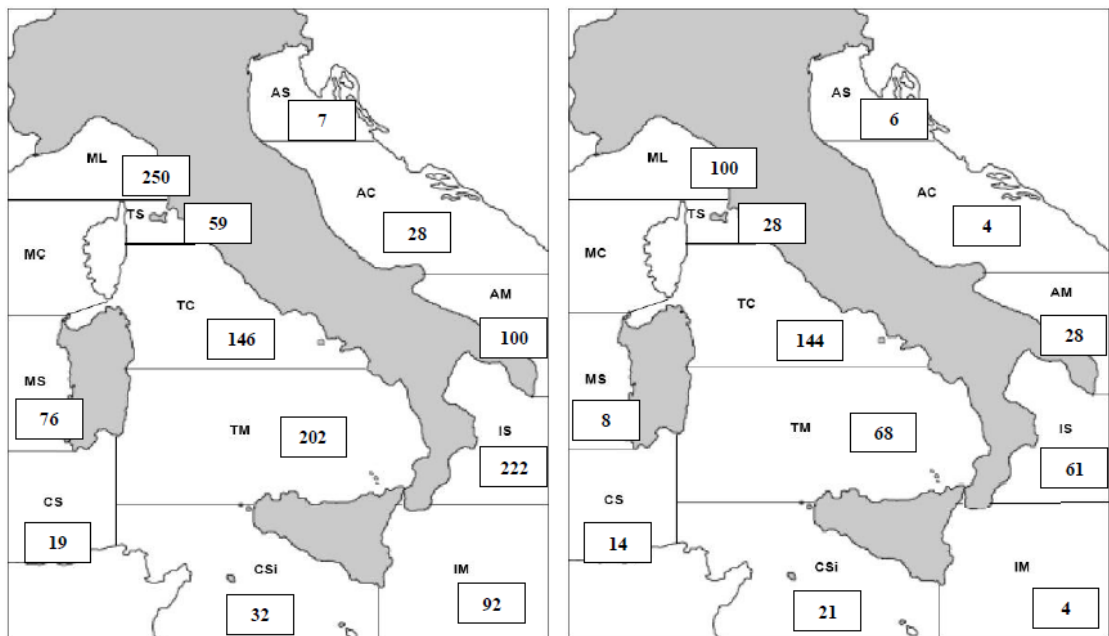 AS
7
ML
250
AC
TS
59
28
MC
AM
TC
146
100
MS
76
TM
202
IS
222
CS
19
CSi
32
IM
92
AS
6
ML
100
AC
TS
28
4
MC
AM
TC
144
28
MS
8
TM
68
IS
61
CS
14
CSi
21
IM
4